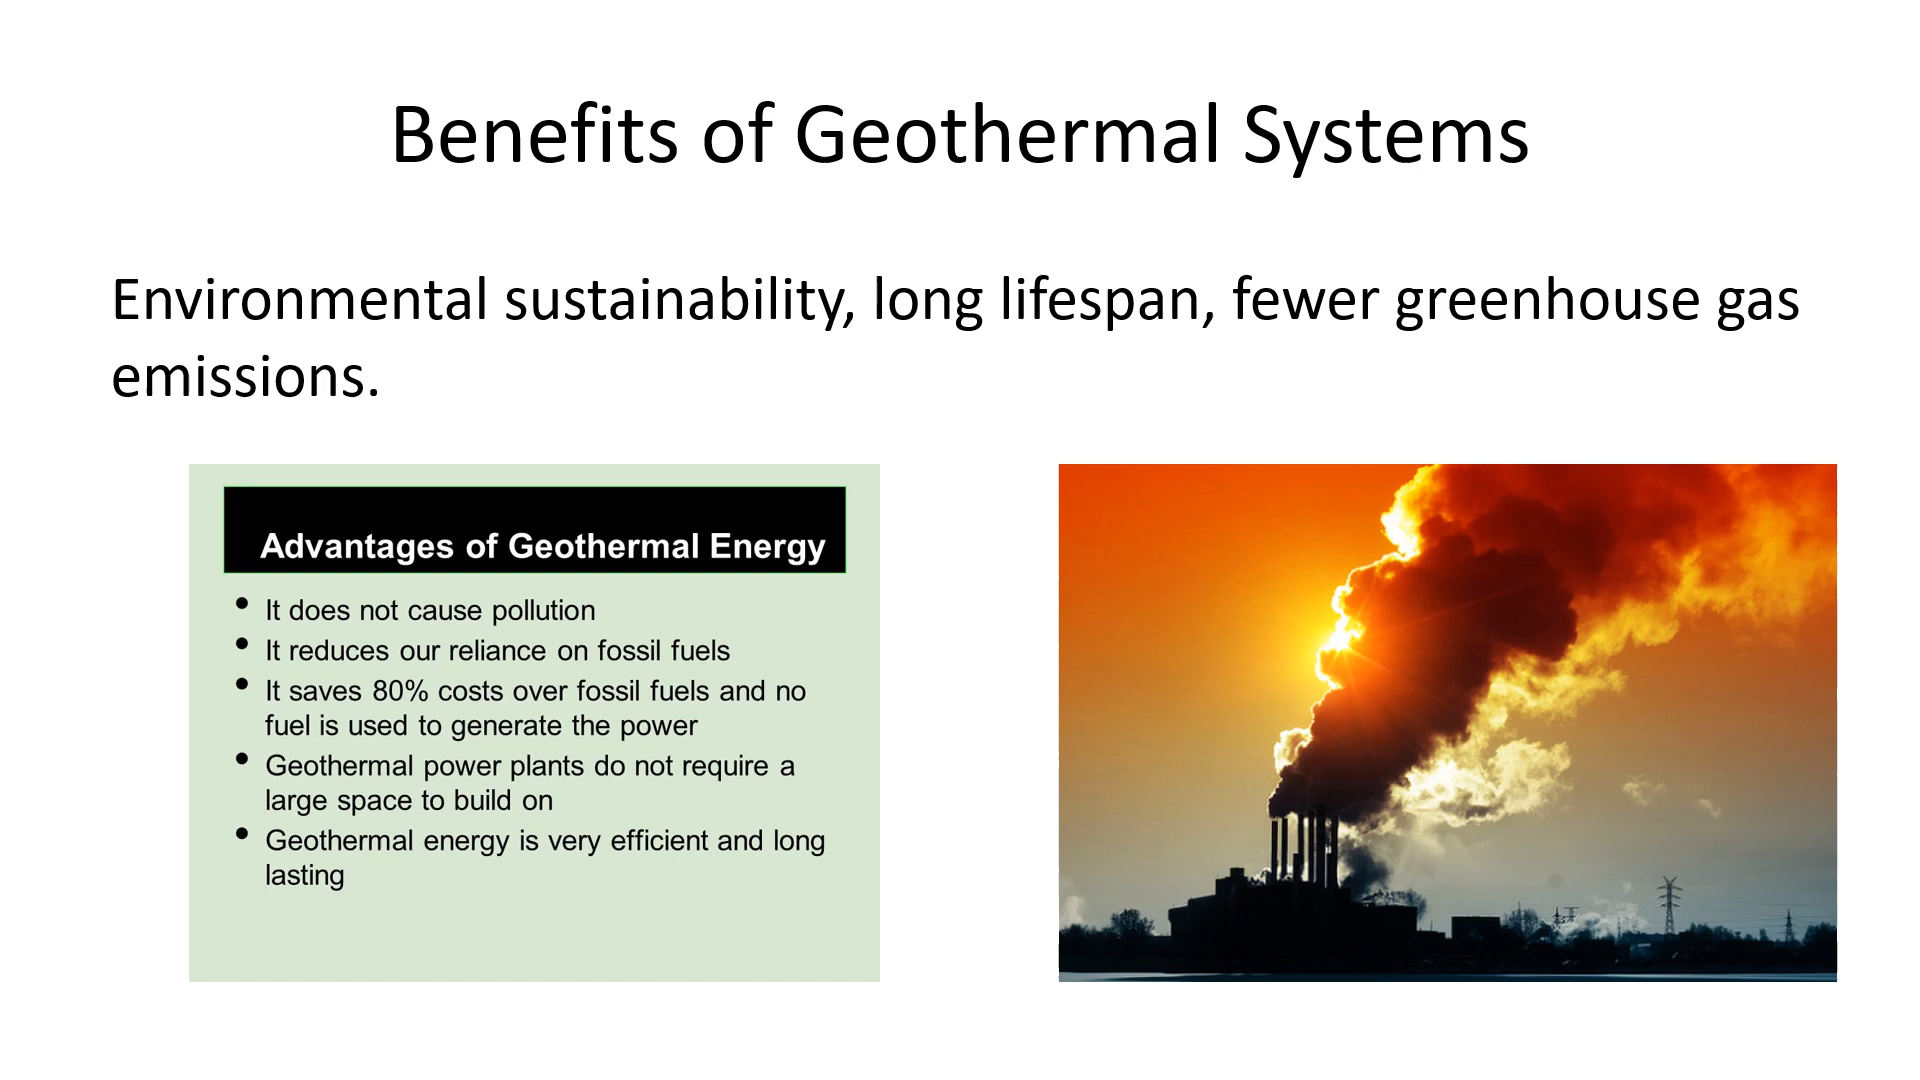 Benefits of Geothermal Systems
Environmental sustainability, long lifespan, fewer greenhouse gas
emissions.
Advantages of Geothermal Energy
• It does not cause pollution
• It reduces our reliance on fossil fuels
• It saves 80% costs over fossil fuels and no
fuel is used to generate the power
• Geothermal power plants do not require a
large space to build on
• Geothermal energy is very efficient and long
lasting